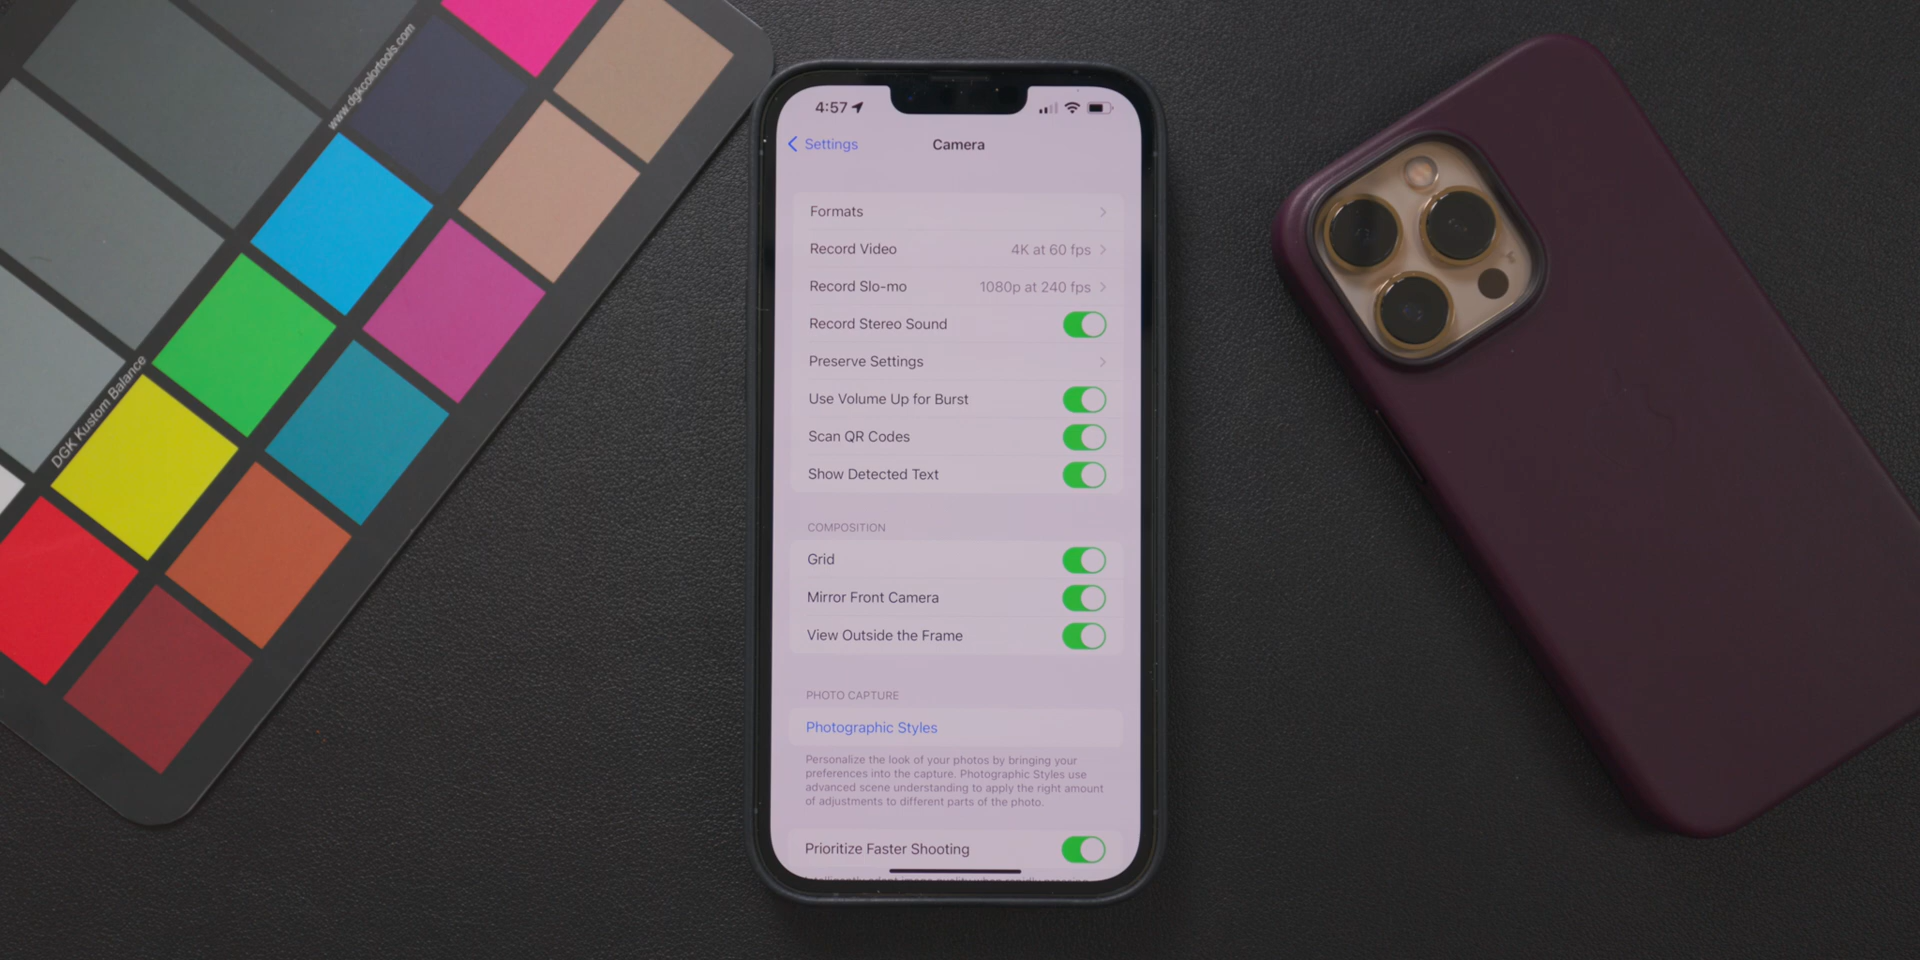 www.dgkcolortools.com
DGK Kustom Balance
4:57
Settings
Camera
Formats
Record Video 4K at 60 fps
Record Slo-mo 1080p at 240 fps
Record Stereo Sound
Preserve Settings
Use Volume Up for Burst
Scan QR Codes
Show Detected Text
COMPOSITION
Grid
Mirror Front Camera
View Outside the Frame
PHOTO CAPTURE
Photographic Styles
Personalize the look of your photos by bringing your
preferences into the capture. Photographic Styles use
advanced scene understanding to apply the right amount
of adjustments to different parts of the photo.
Prioritize Faster Shooting